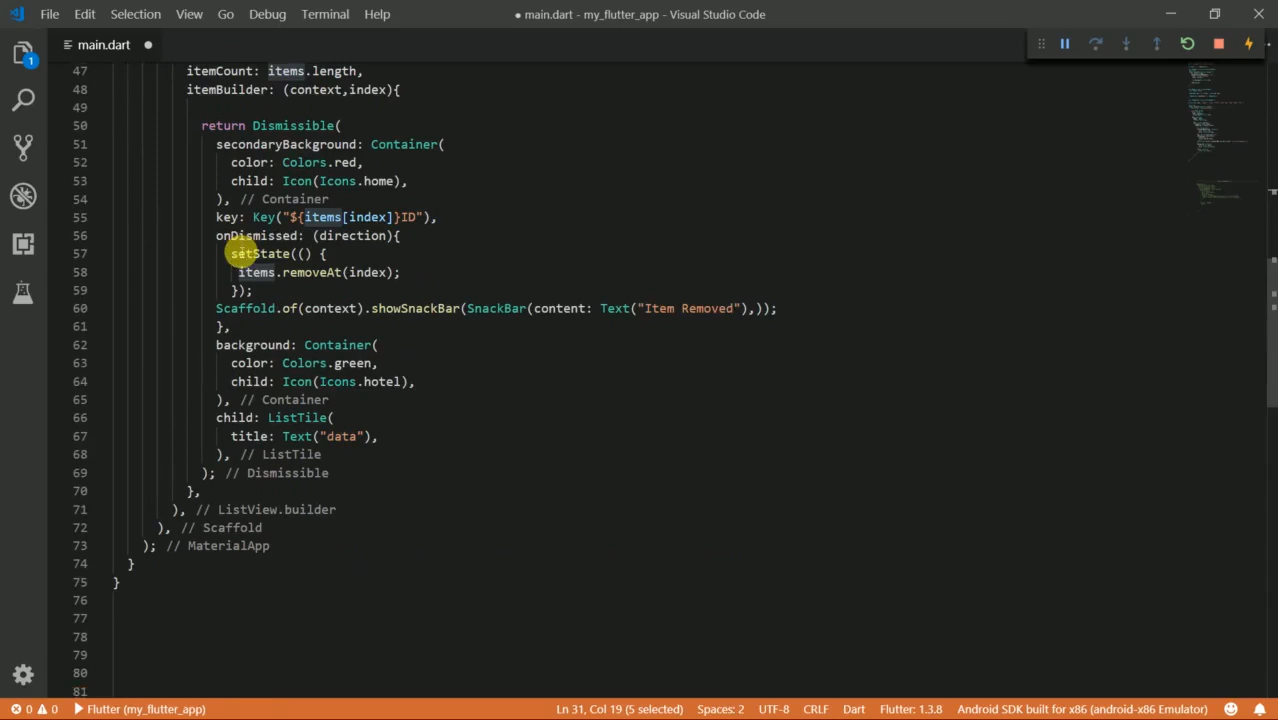 File Edit Selection View Go Debug Terminal Help
● main.dart - my_flutter_app - Visual Studio Code
main.dart
1
47 itemCount: items.length,
48 itemBuilder: (context,index){
49
50 return Dismissible(
51 secondaryBackground: Container(
52 color: Colors.red,
53 child: Icon(Icons.home),
54 ), // Container
55 key: Key("${items[index]}ID"),
56 onDismissed: (direction){
57 setState(() {
58 items.removeAt(index);
59 });
60 Scaffold.of(context).showSnackBar(SnackBar(content: Text("Item Removed"),));
61 },
62 background: Container(
63 color: Colors.green,
64 child: Icon(Icons.hotel),
65 ), // Container
66 child: ListTile(
67 title: Text("data"),
68 ), // ListTile
69 ); // Dismissible
70 },
71 ), // ListView.builder
72 ), // Scaffold
73 ); // MaterialApp
74 }
75 }
76
77
78
79
80
81
0 0 Flutter (my_flutter_app) Ln 31, Col 19 (5 selected) Spaces: 2 UTF-8 CRLF Dart Flutter: 1.3.8 Android SDK built for x86 (android-x86 Emulator)